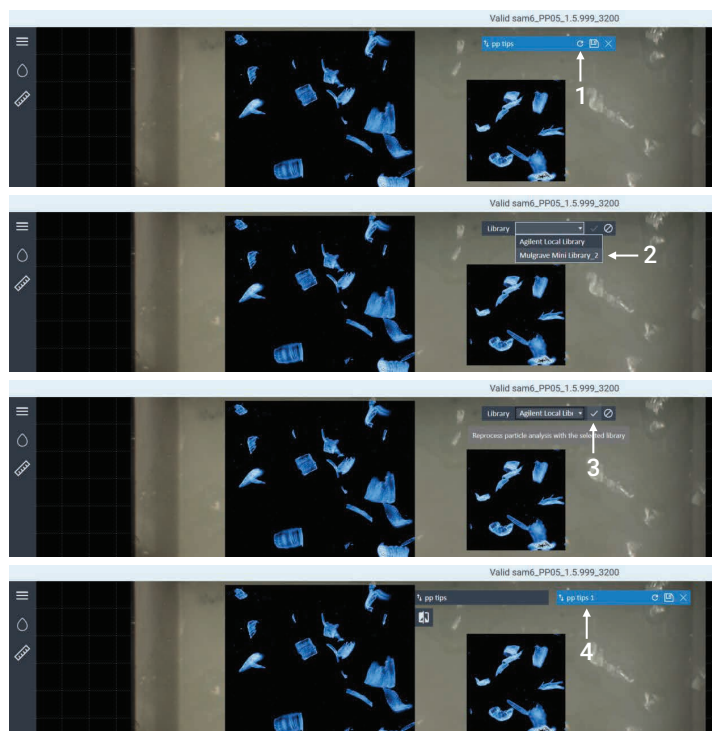 Valid sam6_PP05_1.5.999_3200
pp tips
1
Valid sam6_PP05_1.5.999_3200
Library
Agilent Local Library
Mulgrave Mini Library_2
2
Valid sam6_PP05_1.5.999_3200
Library Agilent Local Libr
Reprocess particle analysis with the selected library
3
Valid sam6_PP05_1.5.999_3200
pp tips
pp tips 1
4